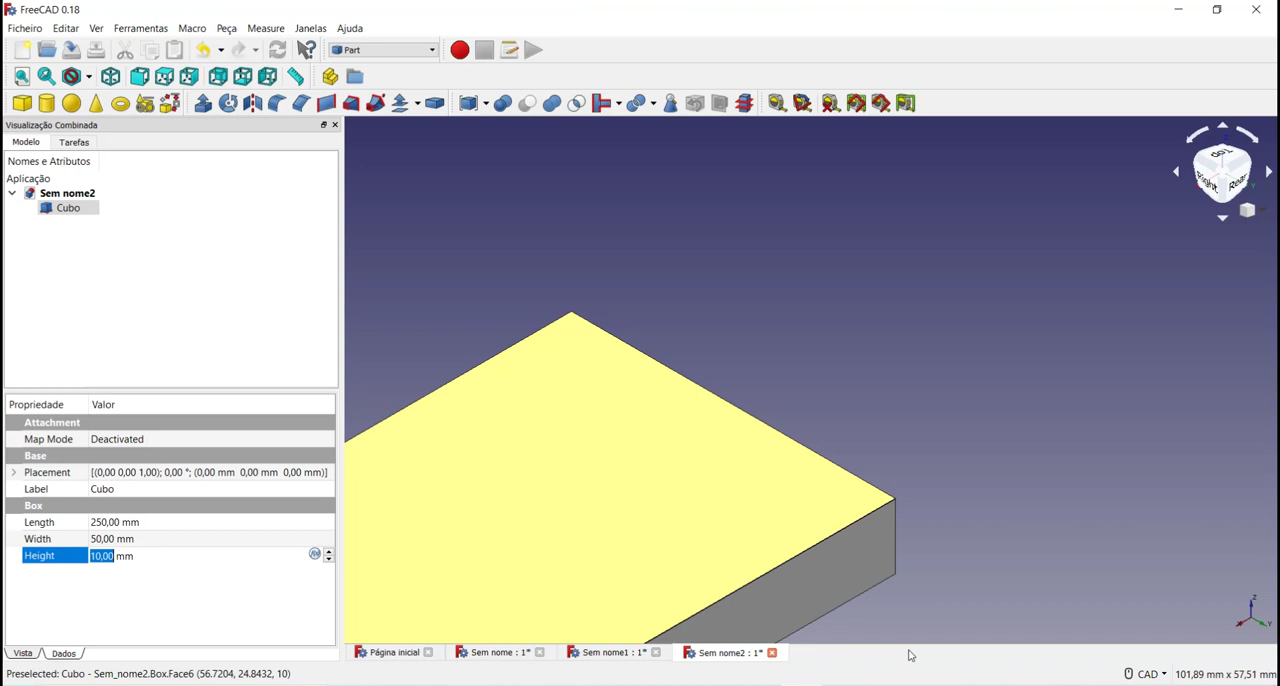 FreeCAD 0.18
Ficheiro Editar Ver Ferramentas Macro Peça Measure Janelas Ajuda
Part
Visualização Combinada
Modelo Tarefas
Nomes e Atributos
Aplicação
Sem nome2
Cubo
Top
Right Rear
Propriedade Valor
Attachment
Map Mode Deactivated
Base
Placement [(0,00 0,00 1,00); 0,00 °; (0,00 mm 0,00 mm 0,00 mm)]
Label Cubo
Box
Length 250,00 mm
Width 50,00 mm
Height 10,00 mm
Z
Y
Vista Dados
Página inicial Sem nome : 1* Sem nome1 : 1* Sem nome2 : 1*
Preselected: Cubo - Sem_nome2.Box.Face6 (56.7204, 24.8432, 10) CAD 101,89 mm x 57,51 mm